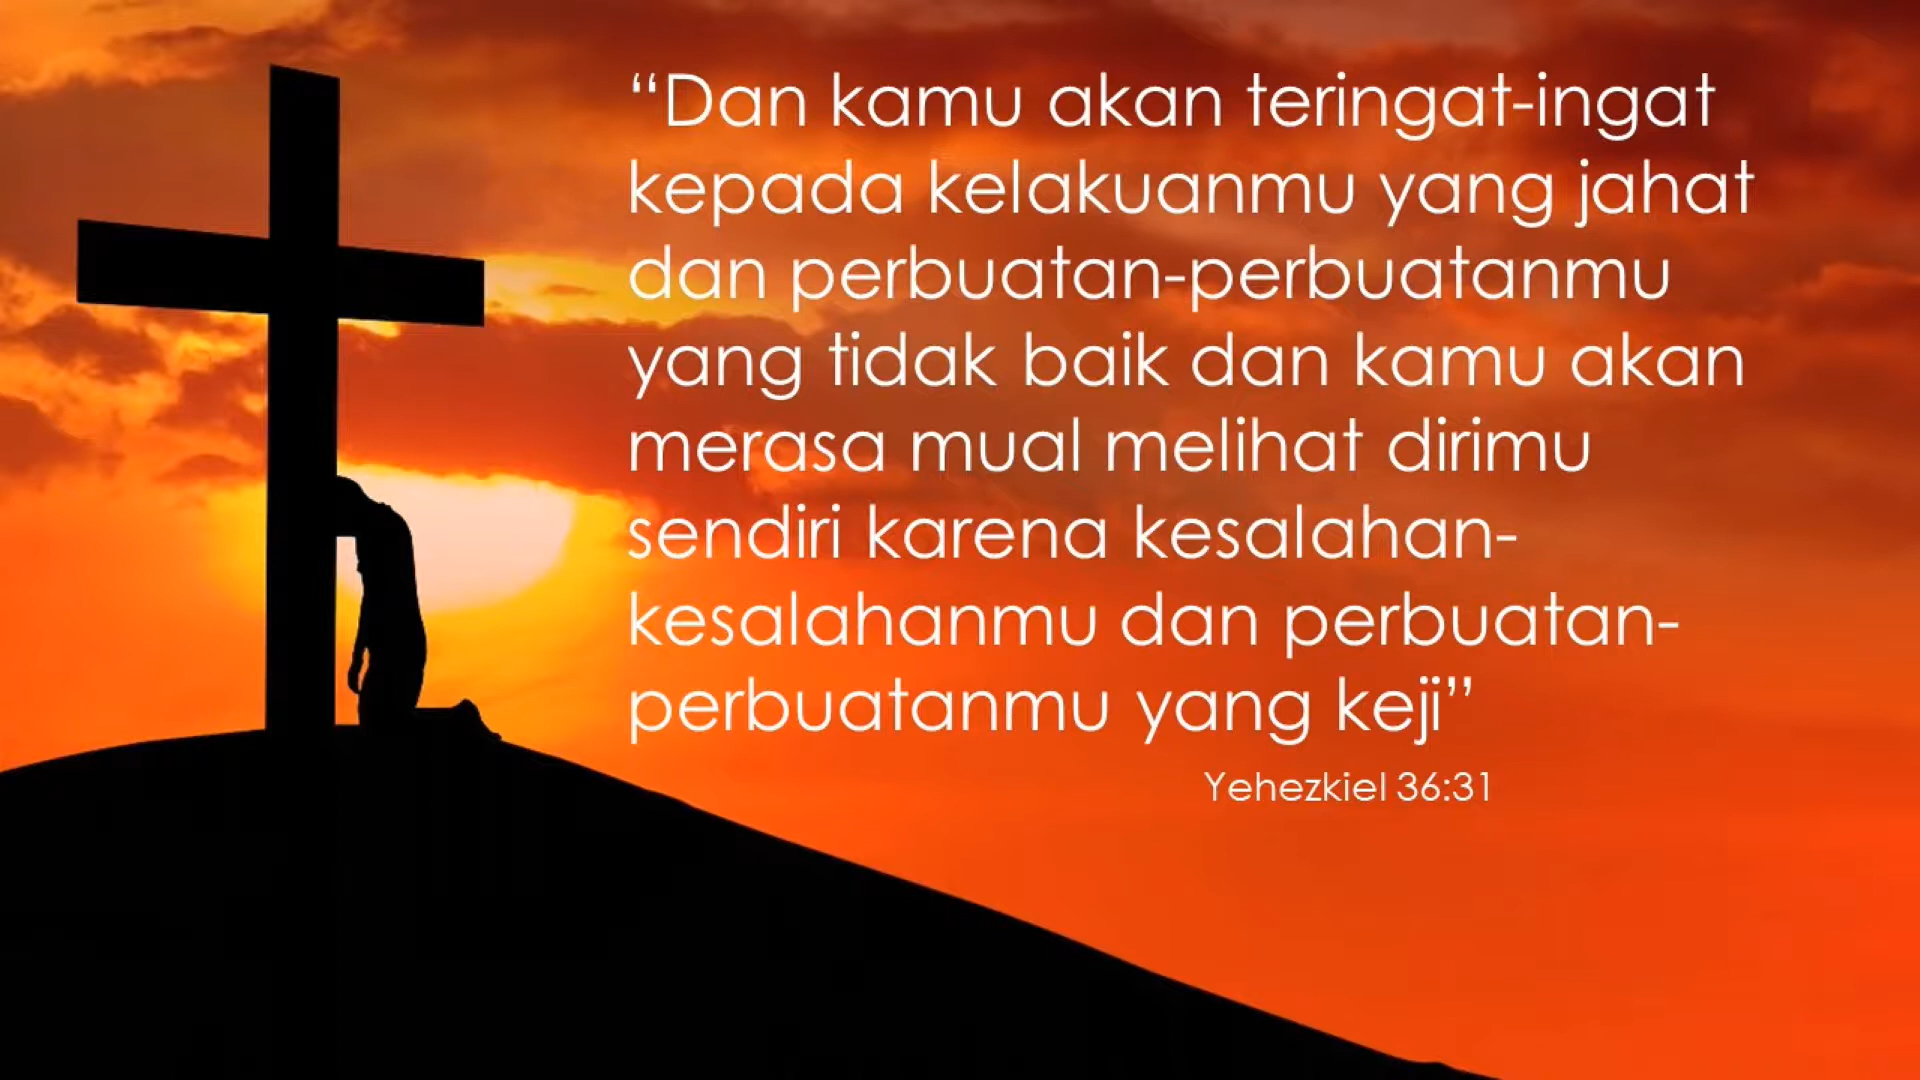 “Dan kamu akan teringat-ingat
kepada kelakuanmu yang jahat
dan perbuatan-perbuatanmu
yang tidak baik dan kamu akan
merasa mual melihat dirimu
sendiri karena kesalahan-
kesalahanmu dan perbuatan-
perbuatanmu yang keji”
Yehezkiel 36:31